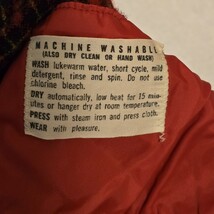 MACHINE WASHABLE
(ALSO DRY CLEAN OR HAND WASH)
WASH lukewarm water, short cycle, mild
detergent, rinse and spin. Do not use
chlorine bleach.
DRY automatically, low heat for 15 min-
utes or hanger dry at room temperature.
PRESS with steam iron and press cloth.
WEAR with pleasure.